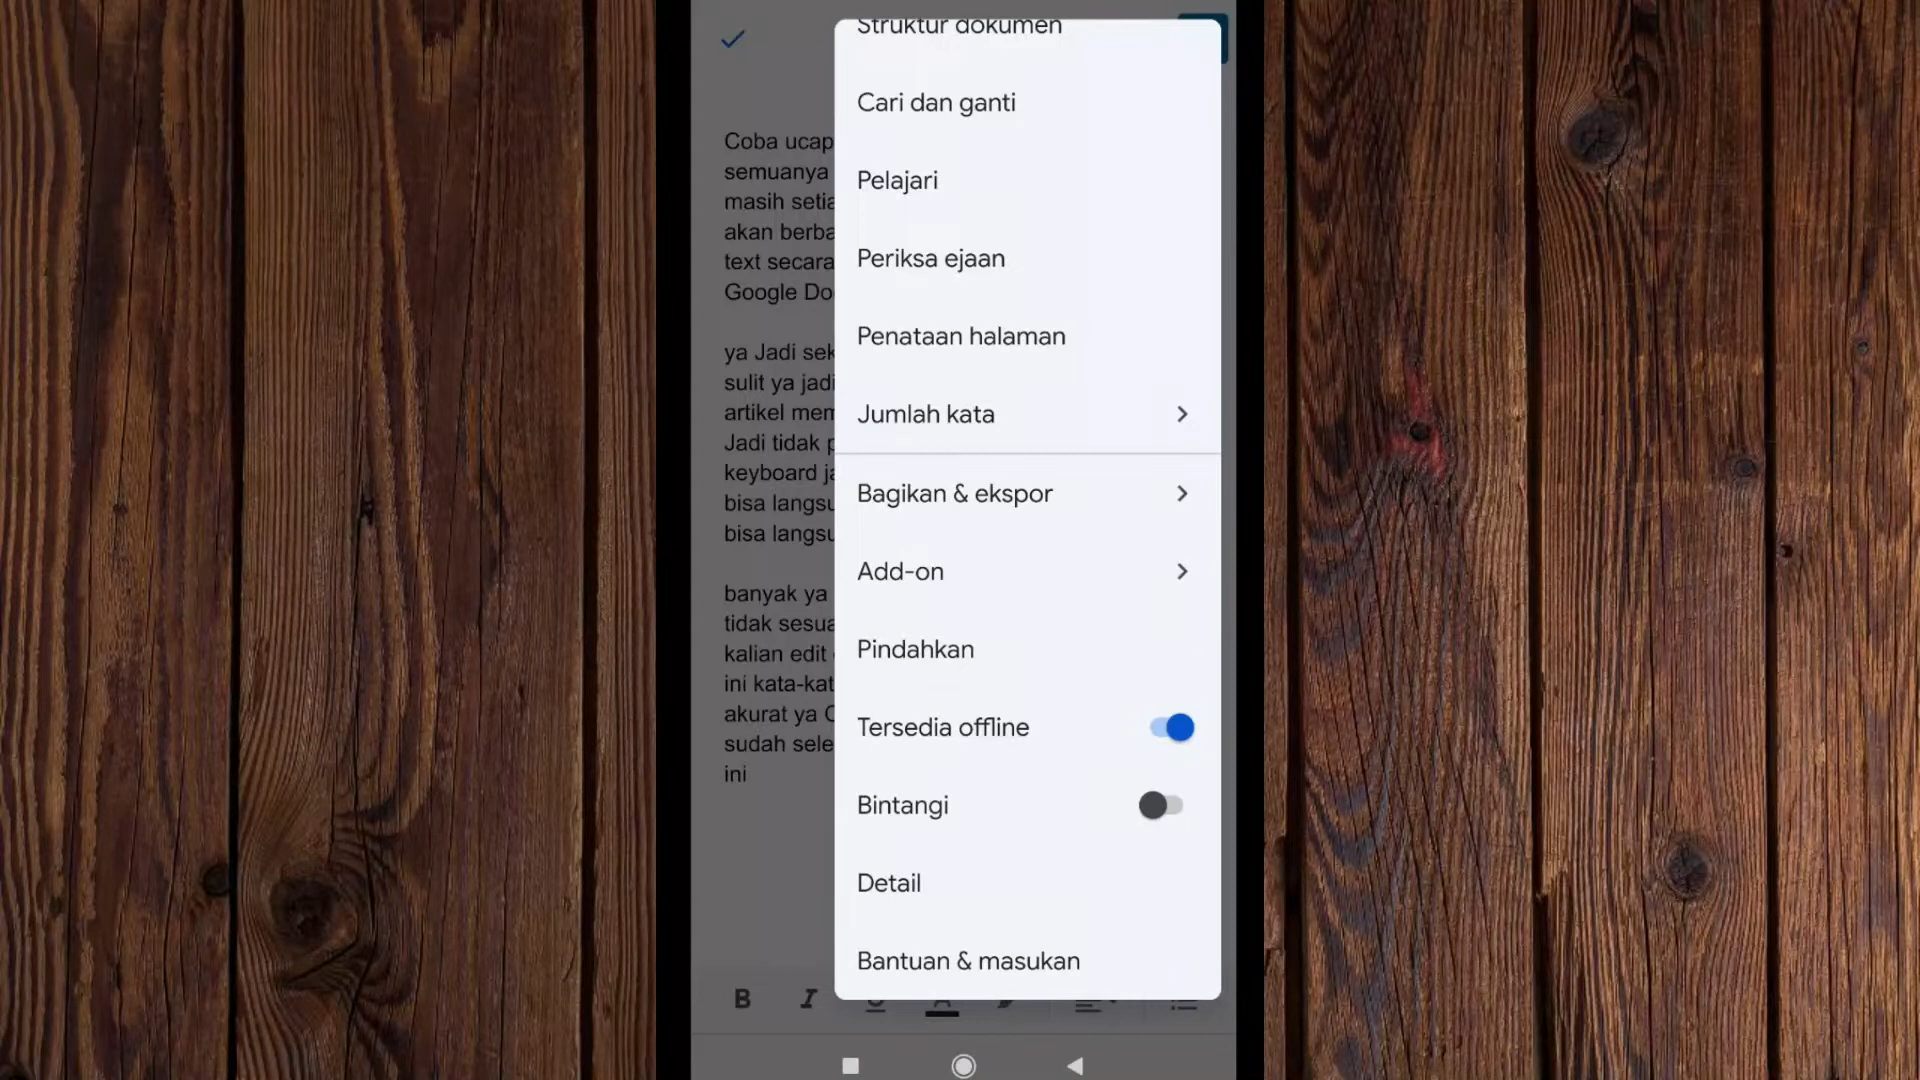 Struktur dokumen
Cari dan ganti
Pelajari
Periksa ejaan
Penataan halaman
Jumlah kata
Bagikan & ekspor
Add-on
Pindahkan
Tersedia offline
Bintangi
Detail
Bantuan & masukan
Coba ucap
semuanya
masih setia
akan berba
text secara
Google Do
ya Jadi sek
sulit ya jadi
artikel mem
Jadi tidak p
keyboard ja
bisa langsu
bisa langsu
banyak ya
tidak sesua
kalian edit
ini kata-kat
akurat ya
sudah sele
ini
B I U A